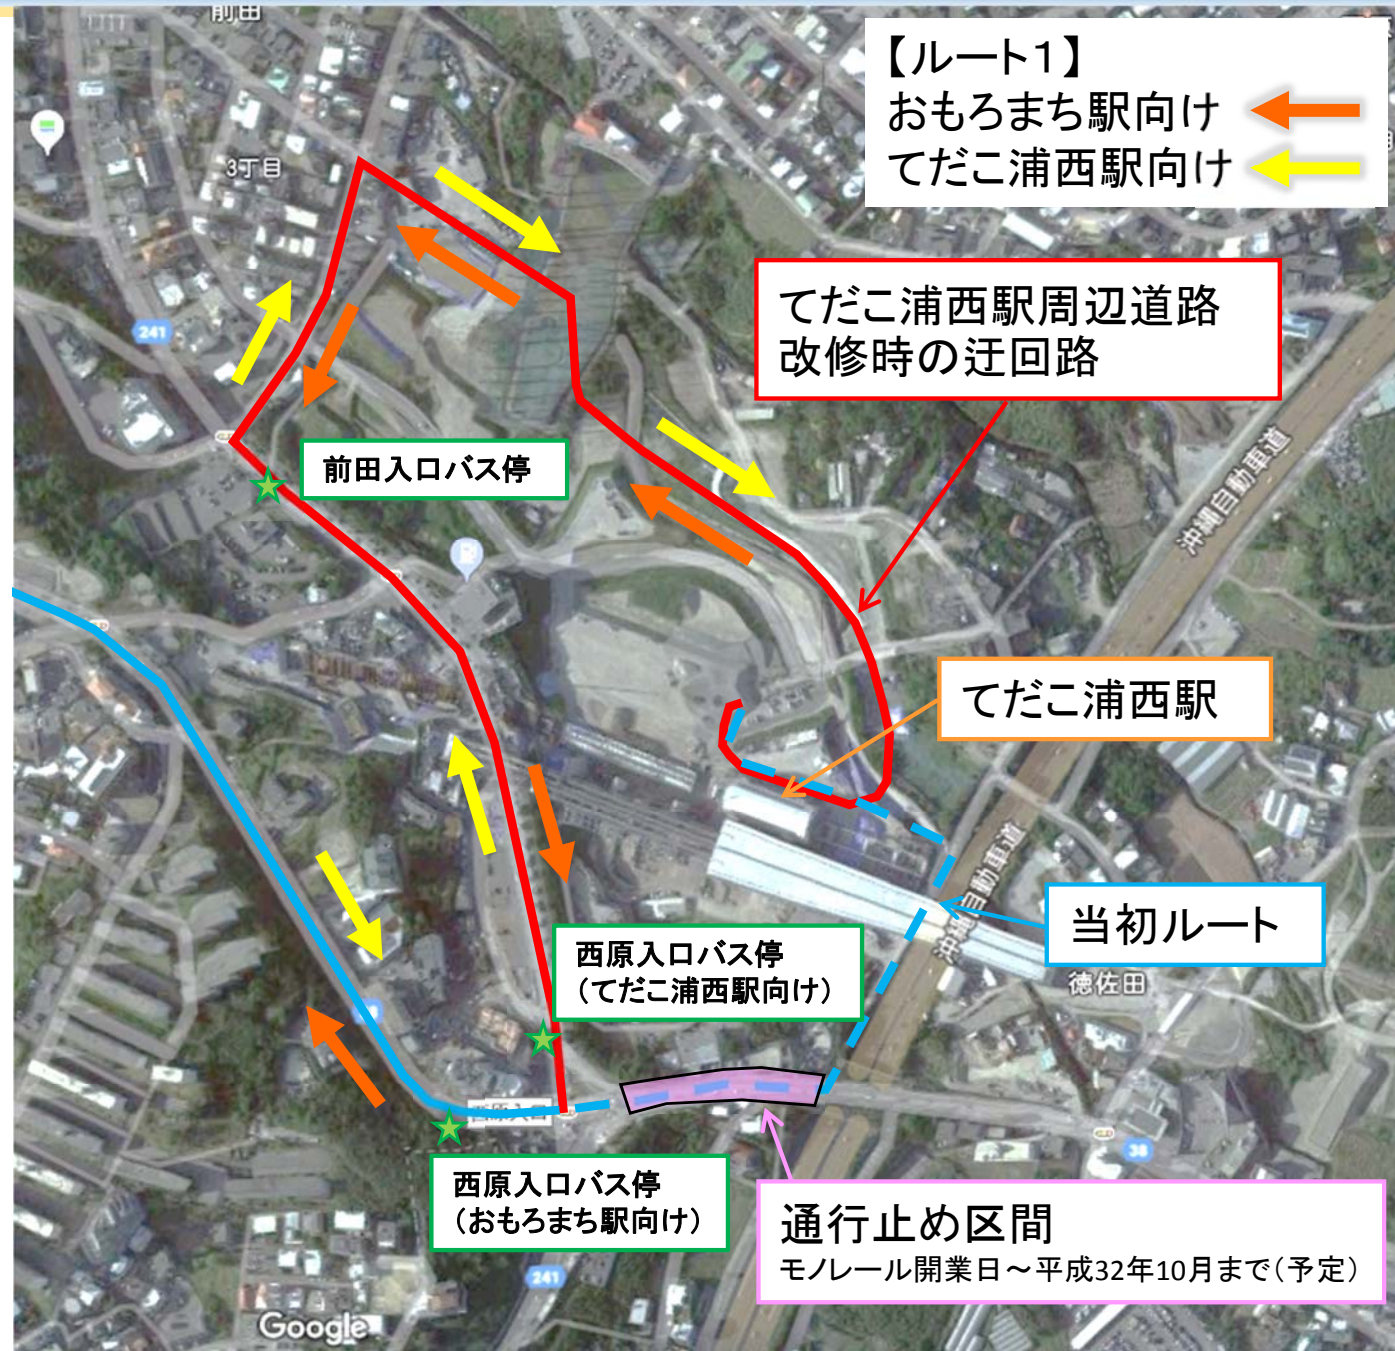 前田
【ルート1】
おもろまち駅向け
てだこ浦西駅向け
3丁目
241
てだこ浦西駅周辺道路
改修時の迂回路
前田入口バス停
沖縄自動車道
てだこ浦西駅
沖縄自動車道
当初ルート
西原入口バス停
（てだこ浦西駅向け）
徳佐田
西原入口
38
西原入口バス停
（おもろまち駅向け）
通行止め区間
モノレール開業日～平成32年10月まで（予定）
241
Google